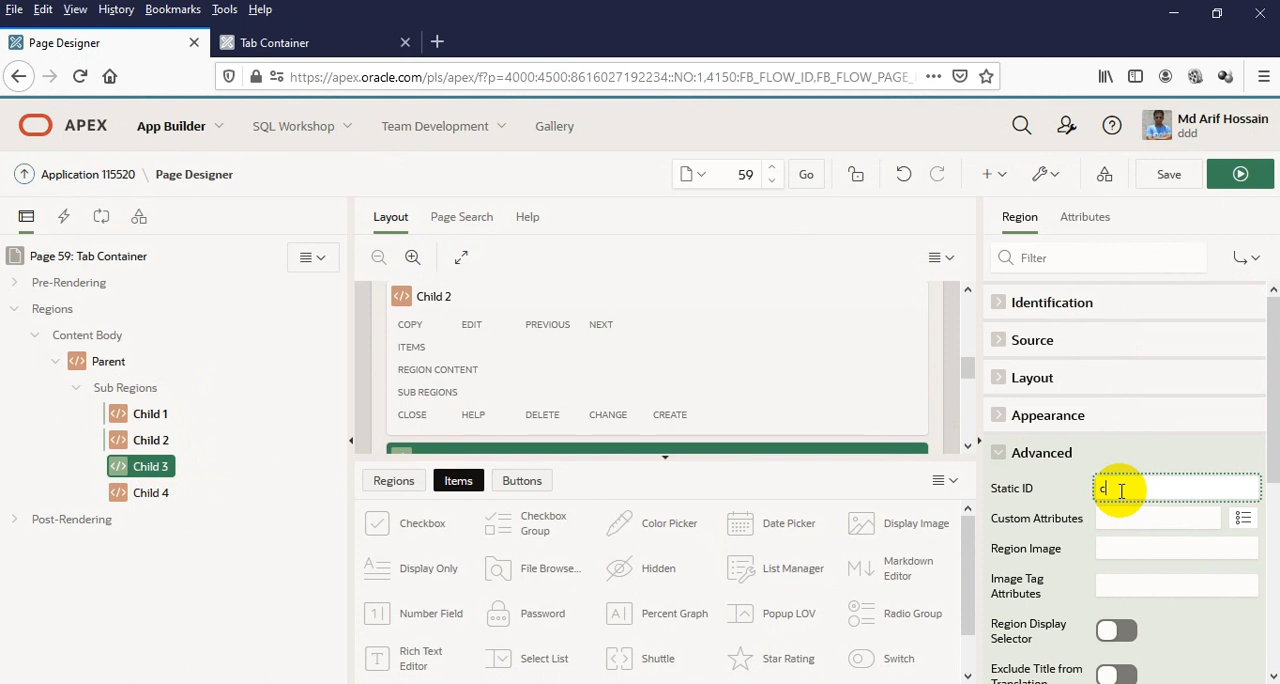 File Edit View History Bookmarks Tools Help
Page Designer
Tab Container
https://apex.oracle.com/pls/apex/f?p=4000:4500:8616027192234::NO:1,4150:FB_FLOW_ID,FB_FLOW_PAGE_
APEX App Builder SQL Workshop Team Development Gallery
Md Arif Hossain
ddd
Application 115520 \ Page Designer
59 Go Save
Layout Page Search Help
Region Attributes
Page 59: Tab Container
Pre-Rendering
Regions
Content Body
Parent
Sub Regions
Child 1
Child 2
Child 3
Child 4
Post-Rendering
Child 2
COPY EDIT PREVIOUS NEXT
ITEMS
REGION CONTENT
SUB REGIONS
CLOSE HELP DELETE CHANGE CREATE
Regions Items Buttons
Checkbox
Checkbox
Group
Color Picker
Date Picker
Display Image
Display Only
File Browse...
Hidden
List Manager
Markdown
Editor
Number Field
Password
Percent Graph
Popup LOV
Radio Group
Rich Text
Editor
Select List
Shuttle
Star Rating
Switch
Filter
Identification
Source
Layout
Appearance
Advanced
Static ID c
Custom Attributes
Region Image
Image Tag
Attributes
Region Display
Selector
Exclude Title from
Translation